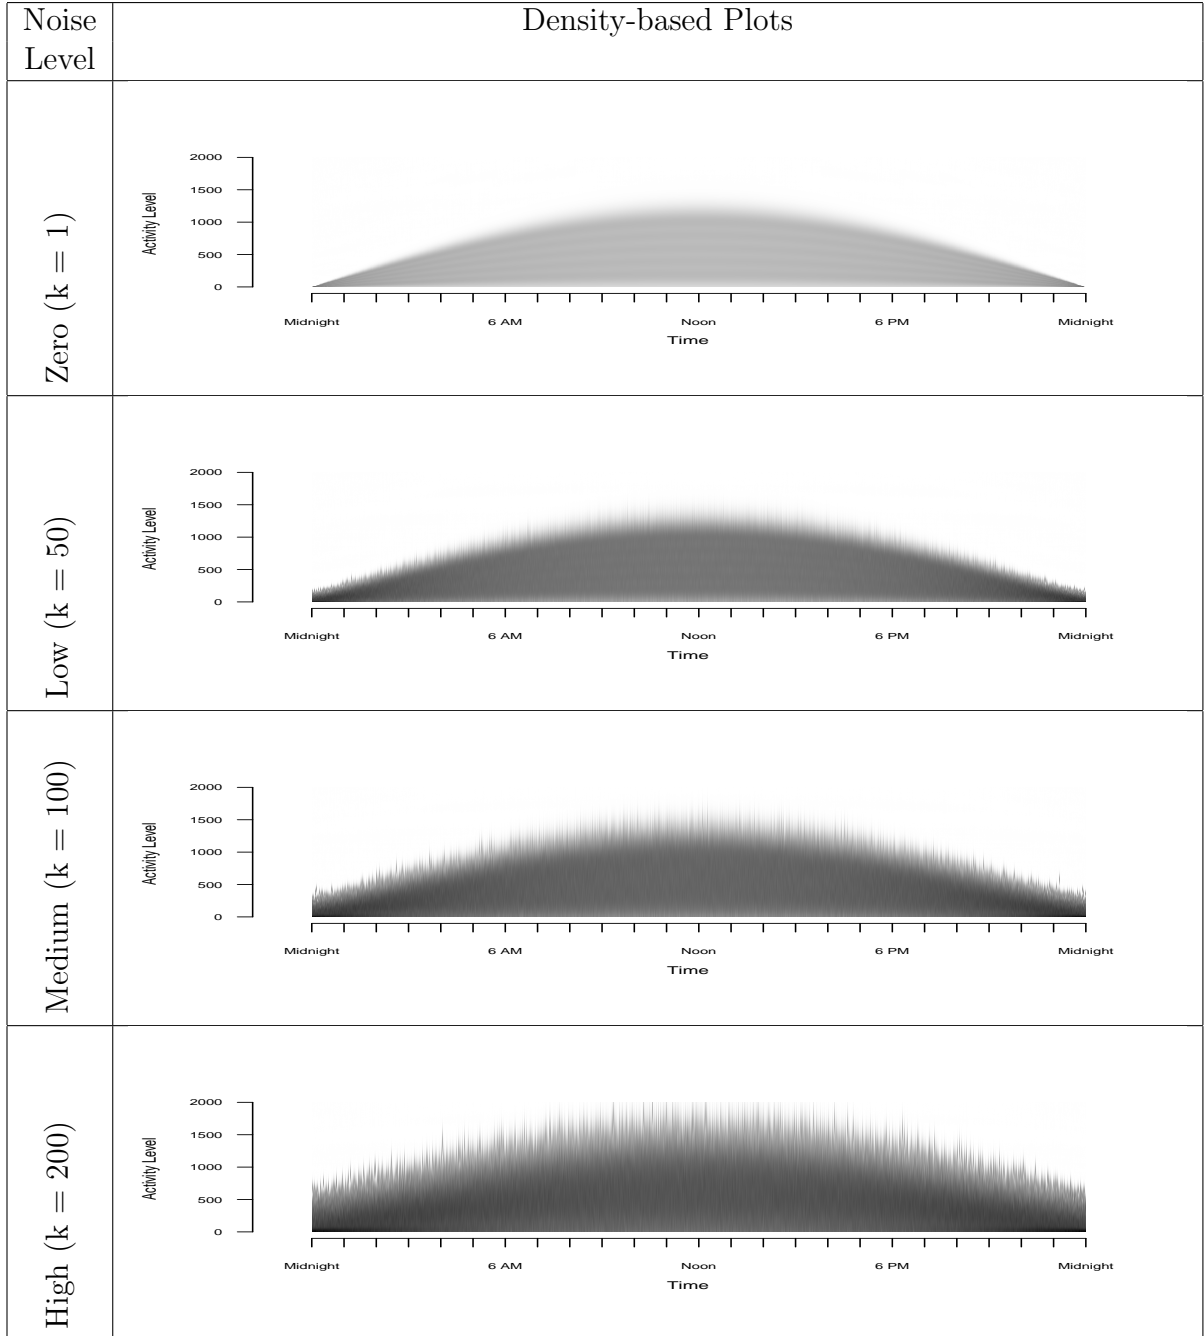 Noise
Level
Density-based Plots
Zero (k = 1)
Activity Level
2000
1500
1000
500
0
Midnight 6 AM Noon 6 PM Midnight
Time
Low (k = 50)
Activity Level
2000
1500
1000
500
0
Midnight 6 AM Noon 6 PM Midnight
Time
Medium (k = 100)
Activity Level
2000
1500
1000
500
0
Midnight 6 AM Noon 6 PM Midnight
Time
High (k = 200)
Activity Level
2000
1500
1000
500
0
Midnight 6 AM Noon 6 PM Midnight
Time